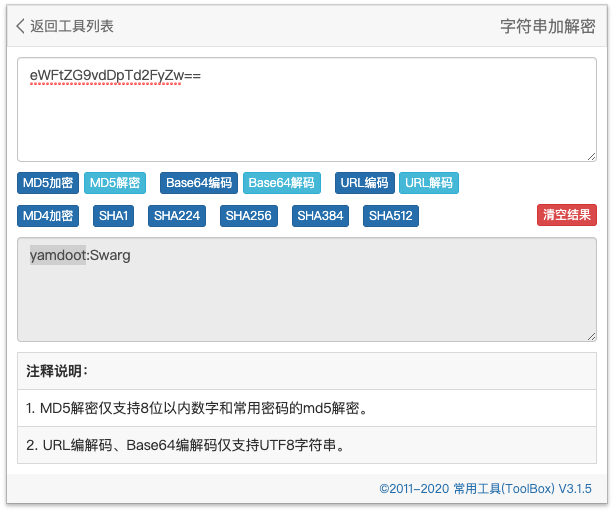 返回工具列表
字符串加解密
eWFtZG9vdDpTd2FyZw==
MD5加密 MD5解密 Base64编码 Base64解码 URL编码 URL解码
MD4加密 SHA1 SHA224 SHA256 SHA384 SHA512 清空结果
yamdoot:Swarg
注释说明：
1. MD5解密仅支持8位以内数字和常用密码的md5解密。
2. URL编解码、Base64编解码仅支持UTF8字符串。
©2011-2020 常用工具(ToolBox) V3.1.5